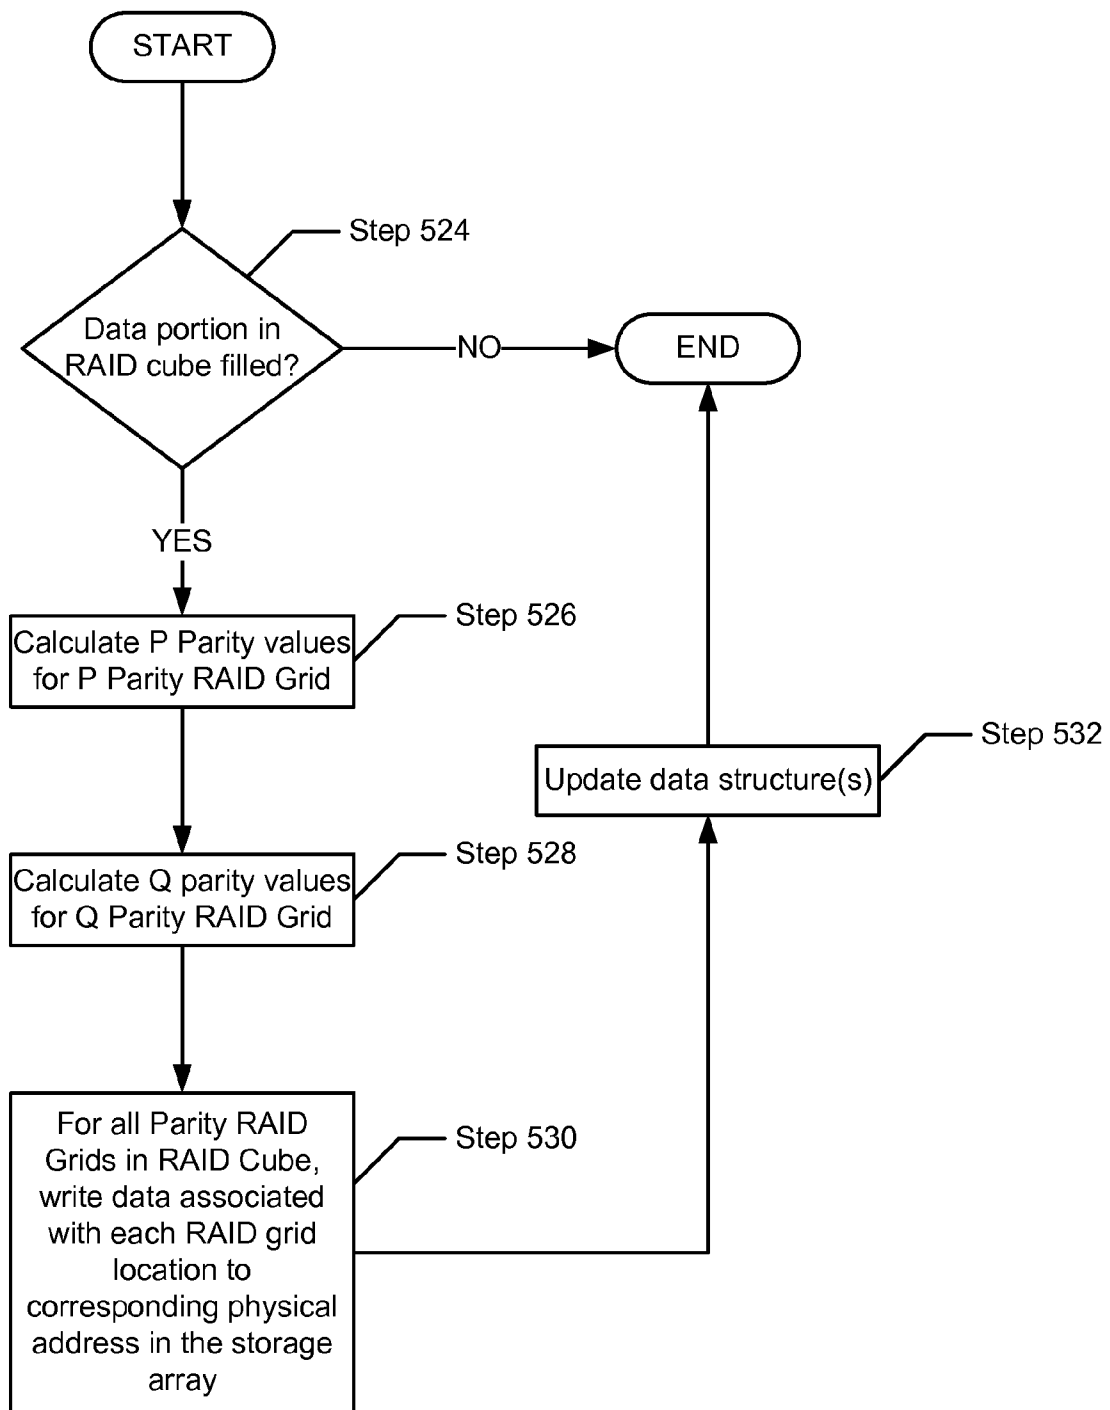 START
Step 524
Data portion in
RAID cube filled?
NO
END
YES
Step 526
Calculate P Parity values
for P Parity RAID Grid
Step 532
Update data structure(s)
Step 528
Calculate Q parity values
for Q Parity RAID Grid
Step 530
For all Parity RAID
Grids in RAID Cube,
write data associated
with each RAID grid
location to
corresponding physical
address in the storage
array